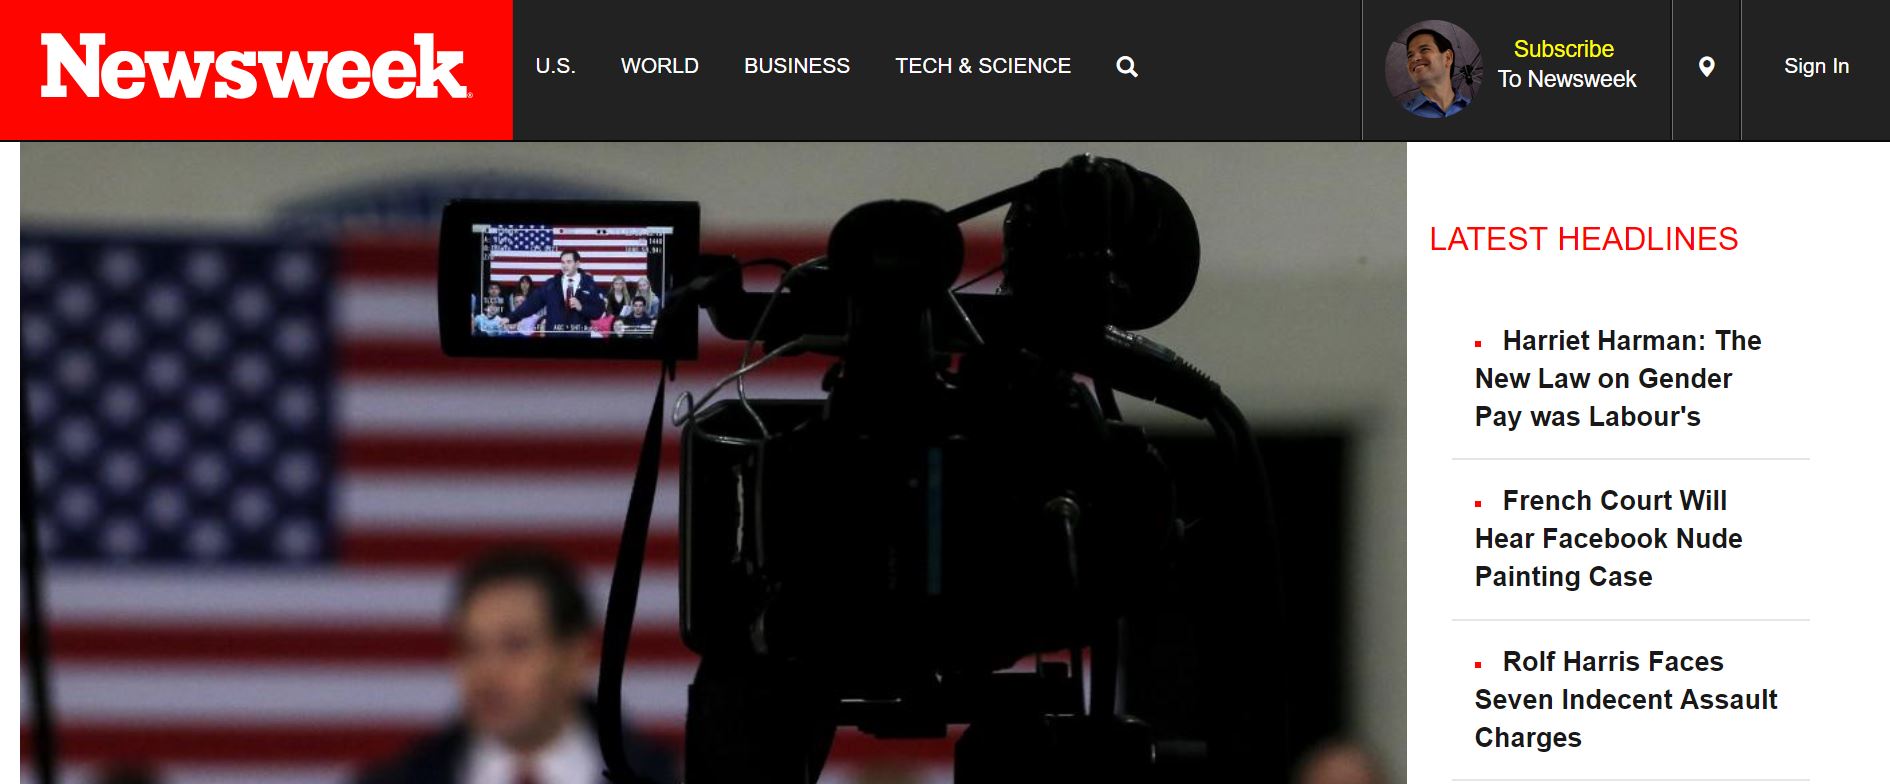 Newsweek
U.S.
WORLD
BUSINESS
TECH & SCIENCE
Subscribe
To Newsweek
Sign In
LATEST HEADLINES
Harriet Harman: The
New Law on Gender
Pay was Labour's
French Court Will
Hear Facebook Nude
Painting Case
Rolf Harris Faces
Seven Indecent Assault
Charges